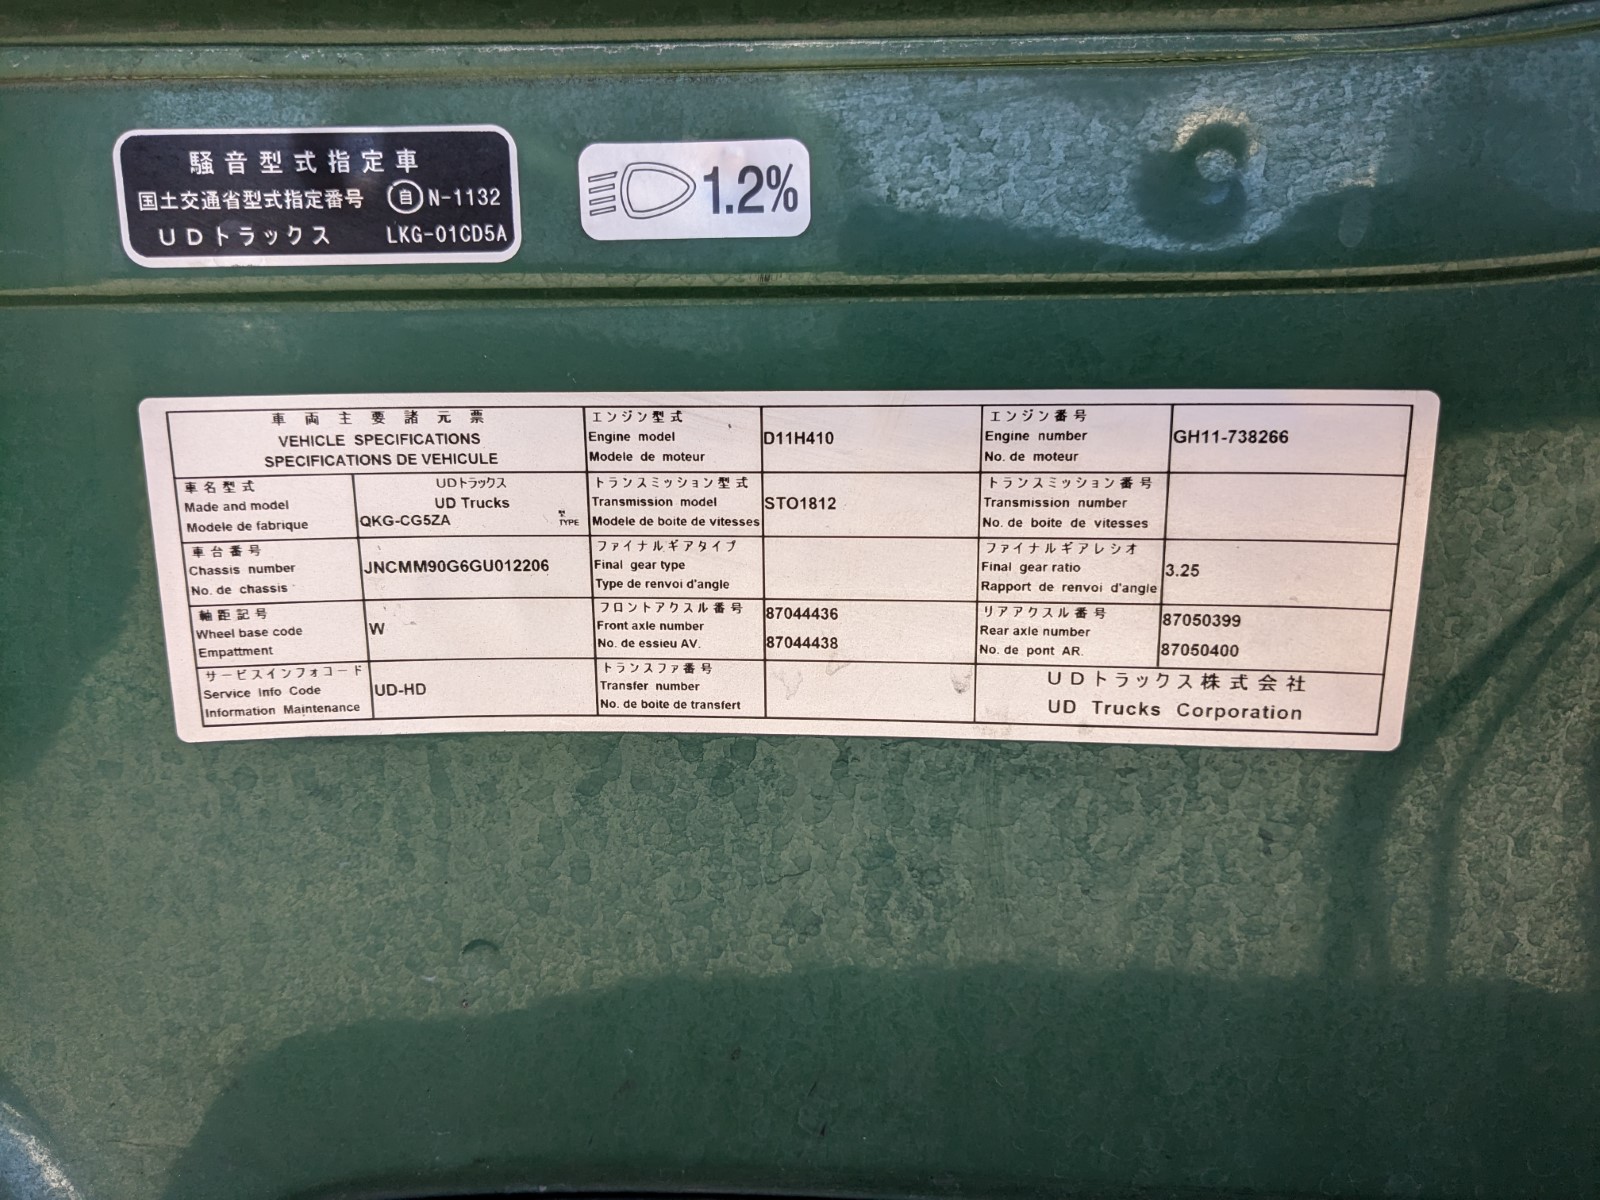 騒音型式指定車
国土交通省型式指定番号 自 N-1132
UDトラックス LKG-01CD5A
1.2%
車両主要諸元票
VEHICLE SPECIFICATIONS
SPECIFICATIONS DE VEHICULE
エンジン型式
Engine model
Modele de moteur
D11H410
エンジン番号
Engine number
No. de moteur
GH11-738266
車名型式
Made and model
Modele de fabrique
UDトラックス
UD Trucks
QKG-CG5ZA
型
TYPE
トランスミッション型式
Transmission model
Modele de boite de vitesses
STO1812
トランスミッション番号
Transmission number
No. de boite de vitesses
車台番号
Chassis number
No. de chassis
JNCMM90G6GU012206
ファイナルギアタイプ
Final gear type
Type de renvoi d'angle
ファイナルギアレシオ
Final gear ratio
Rapport de renvoi d'angle
3.25
軸距記号
Wheel base code
Empattment
W
フロントアクスル番号
Front axle number
No. de essieu AV.
87044436
87044438
リアアクスル番号
Rear axle number
No. de pont AR.
87050399
87050400
サービスインフォコード
Service Info Code
Information Maintenance
UD-HD
トランスファ番号
Transfer number
No. de boite de transfert
UDトラックス株式会社
UD Trucks Corporation